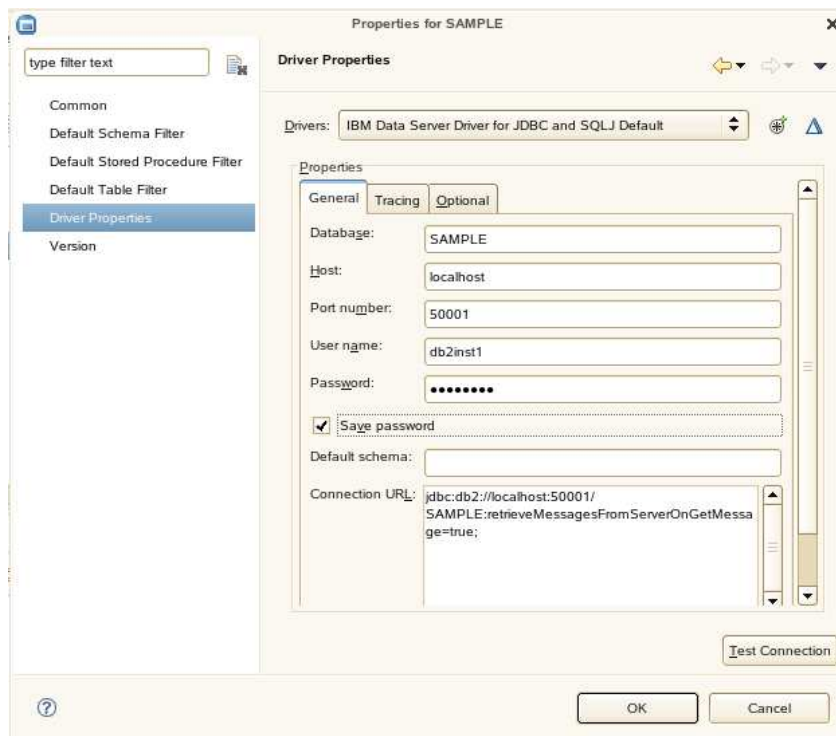 Properties for SAMPLE
type filter text
Common
Default Schema Filter
Default Stored Procedure Filter
Default Table Filter
Driver Properties
Version
Driver Properties
Drivers: IBM Data Server Driver for JDBC and SQLJ Default
Properties
General Tracing Optional
Database: SAMPLE
Host: localhost
Port number: 50001
User name: db2inst1
Password: ••••••••
Save password
Default schema:
Connection URL: jdbc:db2://localhost:50001/
SAMPLE:retrieveMessagesFromServerOnGetMessa
ge=true;
Test Connection
OK Cancel